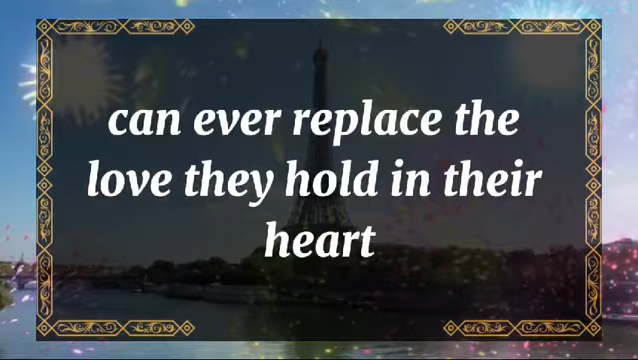 can ever replace the
love they hold in their
heart